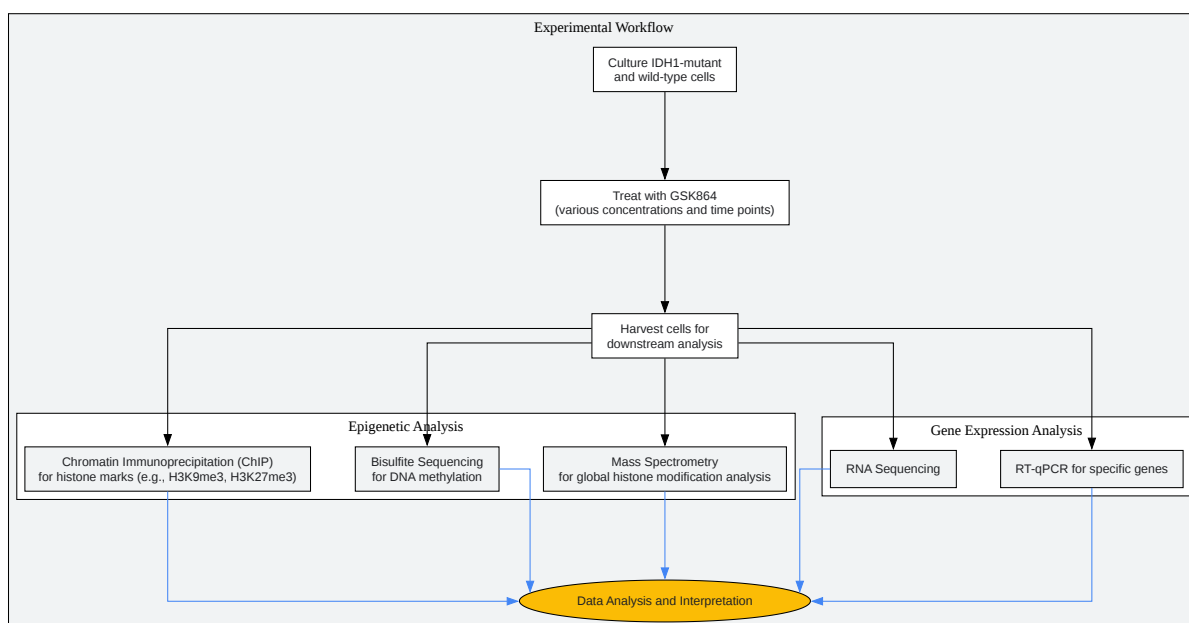 Experimental Workflow
Culture IDH1-mutant
and wild-type cells
Treat with GSK864
(various concentrations and time points)
Harvest cells for
downstream analysis
Epigenetic Analysis
Gene Expression Analysis
Chromatin Immunoprecipitation (ChIP)
for histone marks (e.g., H3K9me3, H3K27me3)
Bisulfite Sequencing
for DNA methylation
Mass Spectrometry
for global histone modification analysis
RNA Sequencing
RT-qPCR for specific genes
Data Analysis and Interpretation